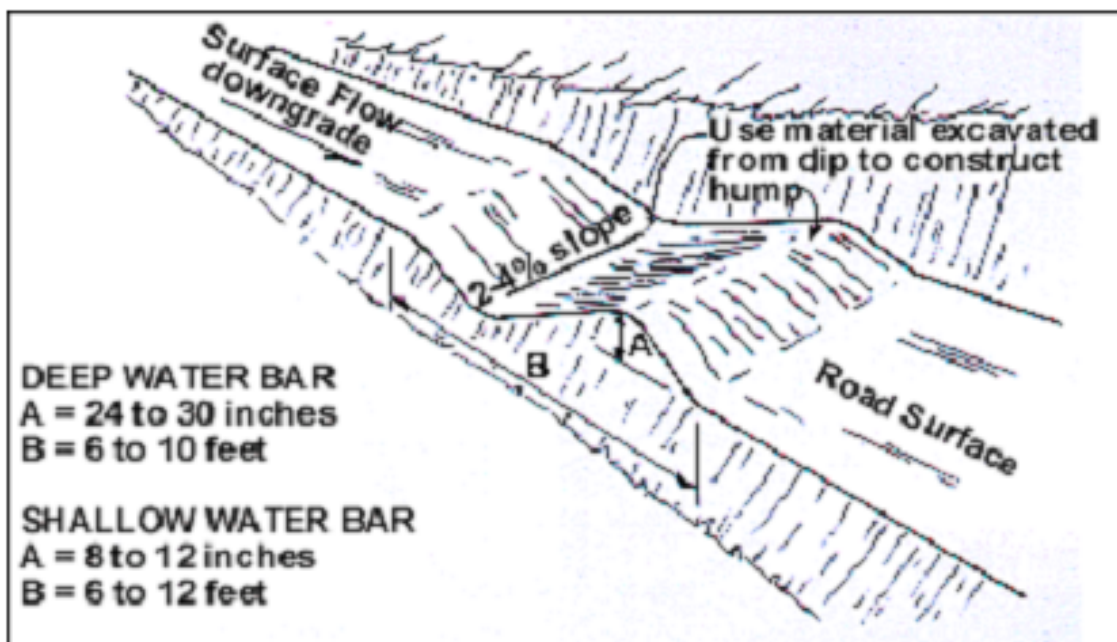 Surface Flow
downgrade
Use material excavated
from dip to construct
hump
2-4% slope
A
B
Road Surface
DEEP WATER BAR
A = 24 to 30 inches
B = 6 to 10 feet
SHALLOW WATER BAR
A = 8 to 12 inches
B = 6 to 12 feet